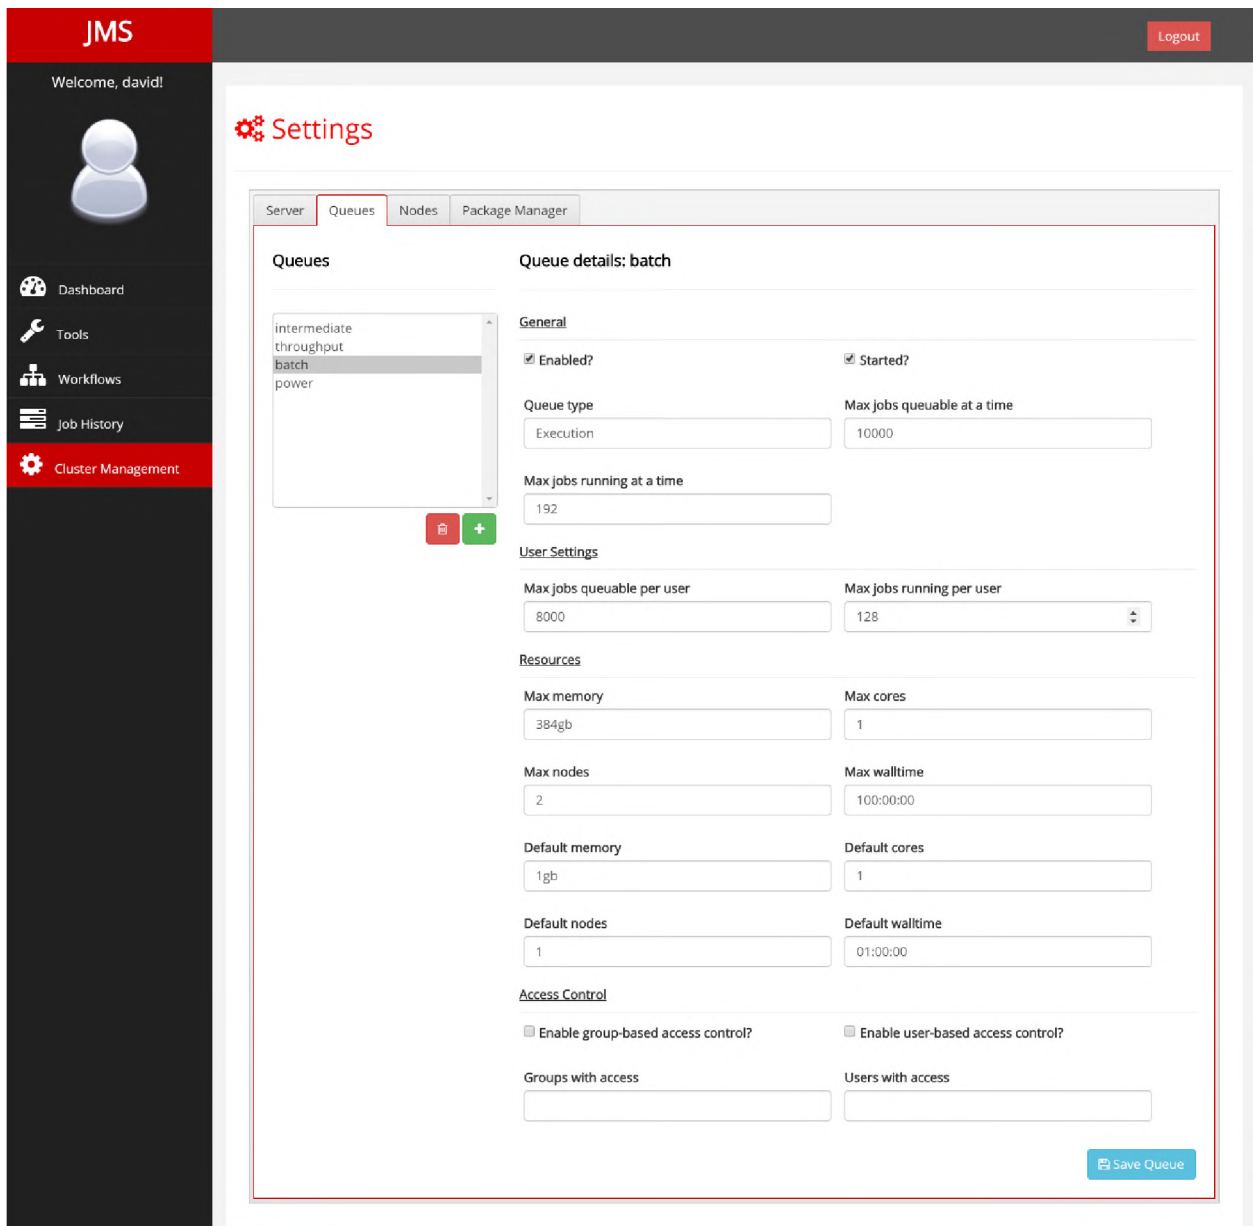 JMS
Logout
Welcome, david!
Settings
Server Queues Nodes Package Manager
Dashboard
Tools
Workflows
Job History
Cluster Management
Queues
intermediate
throughput
batch
power
Queue details: batch
General
Enabled? Started?
Queue type Max jobs queuable at a time
Execution 10000
Max jobs running at a time
192
User Settings
Max jobs queuable per user Max jobs running per user
8000 128
Resources
Max memory Max cores
384gb 1
Max nodes Max walltime
2 100:00:00
Default memory Default cores
1gb 1
Default nodes Default walltime
1 01:00:00
Access Control
Enable group-based access control? Enable user-based access control?
Groups with access Users with access
Save Queue